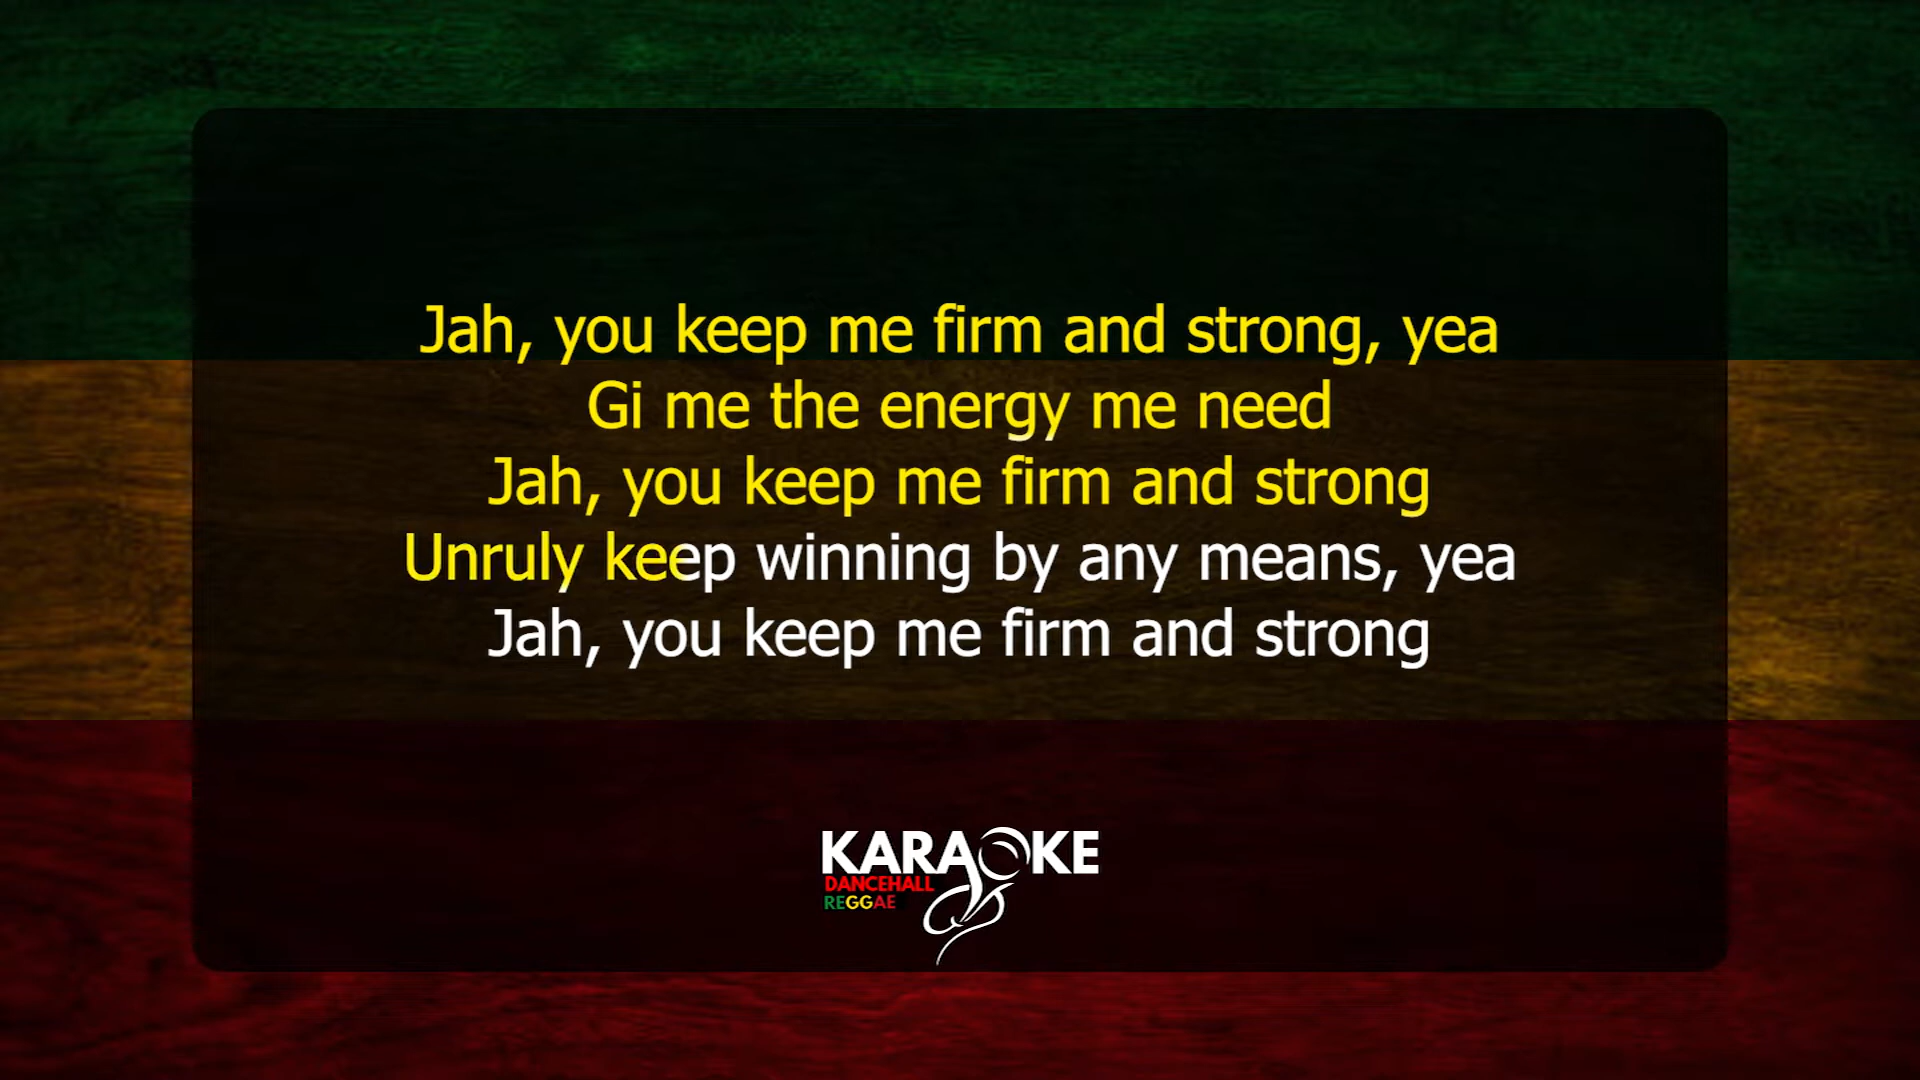 Jah, you keep me firm and strong, yea
Gi me the energy me need
Jah, you keep me firm and strong
Unruly keep winning by any means, yea
Jah, you keep me firm and strong
KARAOKE
DANCEHALL
REGGAE